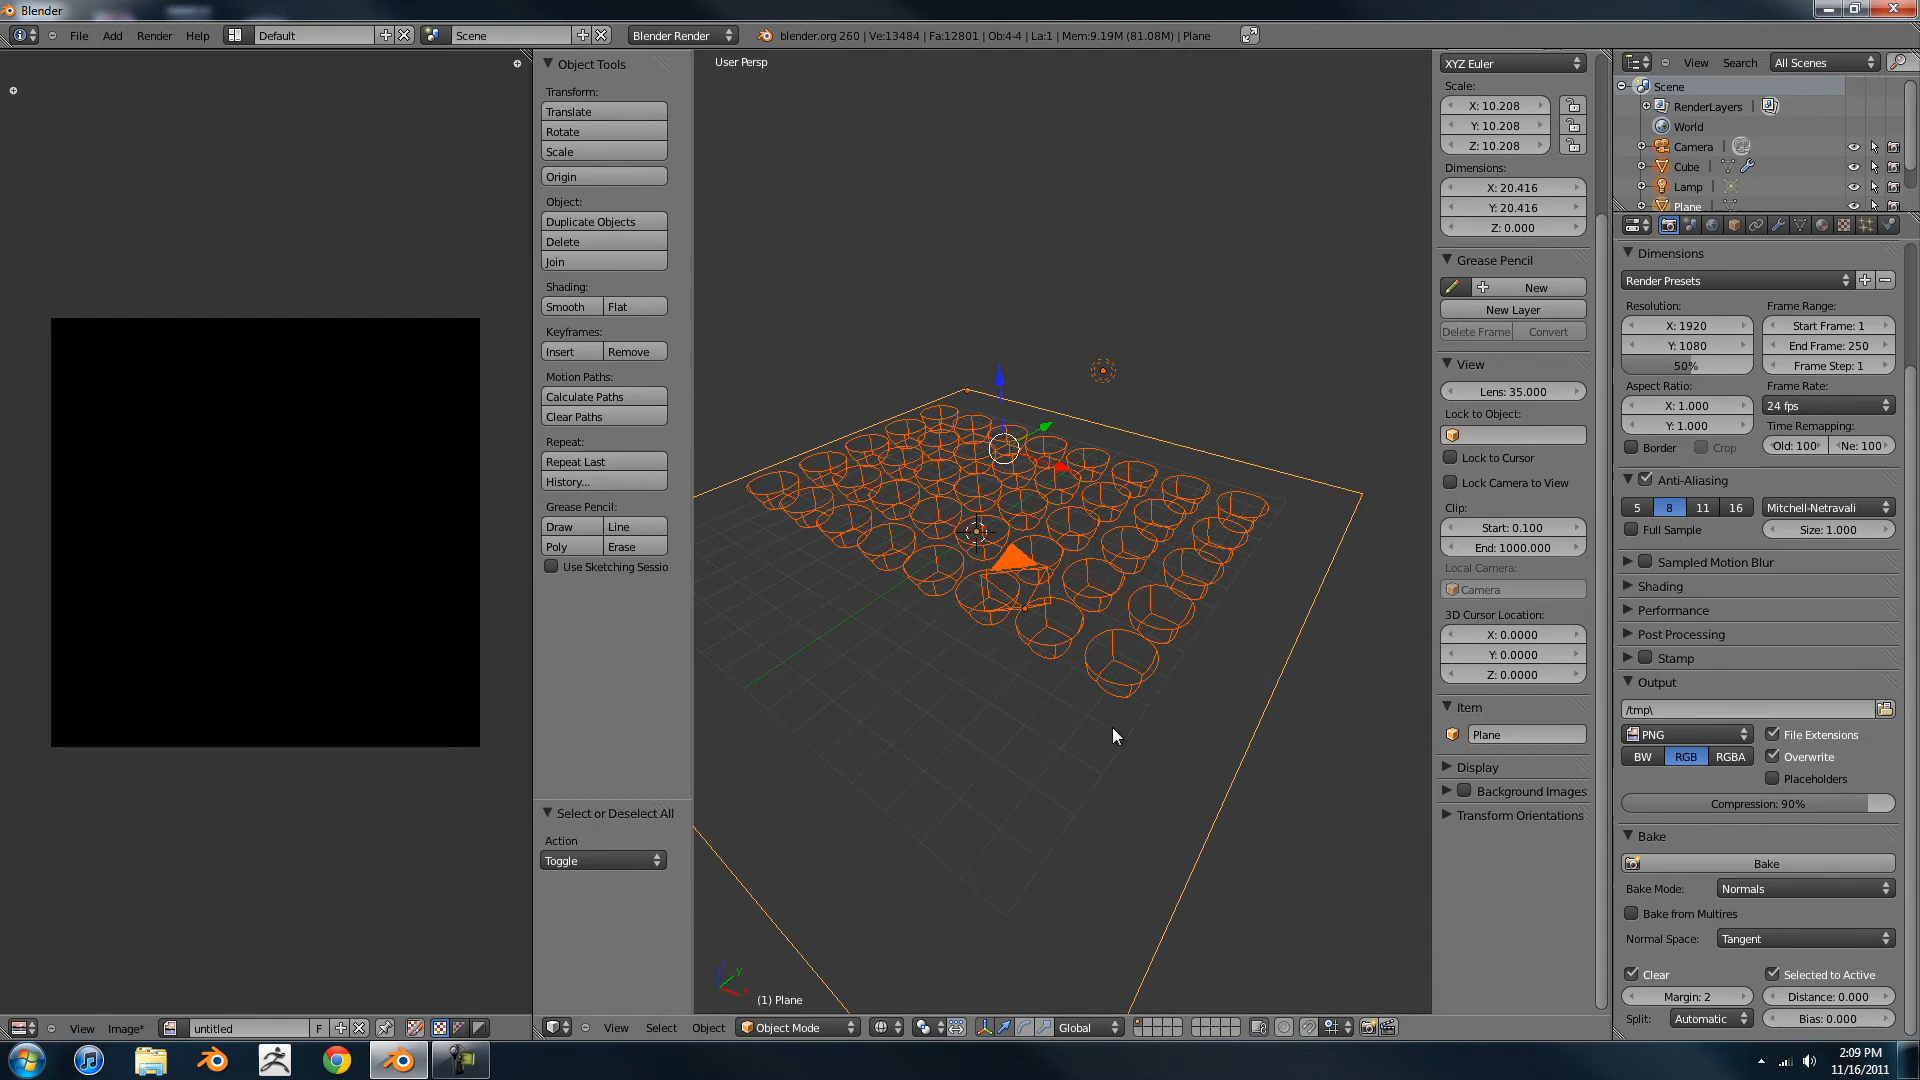 Blender
File Add Render Help Default Scene Blender Render blender.org 260 | Ve:13484 | Fa:12801 | Ob:4-4 | La:1 | Mem:9.19M (81.08M) | Plane
Object Tools
Transform:
Translate
Rotate
Scale
Origin
Object:
Duplicate Objects
Delete
Join
Shading:
Smooth Flat
Keyframes:
Insert Remove
Motion Paths:
Calculate Paths
Clear Paths
Repeat:
Repeat Last
History...
Grease Pencil:
Draw Line
Poly Erase
Use Sketching Sessio
Select or Deselect All
Action
Toggle
User Persp
(1) Plane
XYZ Euler
Scale:
X: 10.208
Y: 10.208
Z: 10.208
Dimensions:
X: 20.416
Y: 20.416
Z: 0.000
Grease Pencil
New
New Layer
Delete Frame Convert
View
Lens: 35.000
Lock to Object:
Lock to Cursor
Lock Camera to View
Clip:
Start: 0.100
End: 1000.000
Local Camera:
Camera
3D Cursor Location:
X: 0.0000
Y: 0.0000
Z: 0.0000
Item
Plane
Display
Background Images
Transform Orientations
View Search All Scenes
Scene
RenderLayers
World
Camera
Cube
Lamp
Plane
Dimensions
Render Presets
Resolution: Frame Range:
X: 1920 Start Frame: 1
Y: 1080 End Frame: 250
50% Frame Step: 1
Aspect Ratio: Frame Rate:
X: 1.000 24 fps
Y: 1.000 Time Remapping:
Border Crop Old: 100 Ne: 100
Anti-Aliasing
5 8 11 16 Mitchell-Netravali
Full Sample Size: 1.000
Sampled Motion Blur
Shading
Performance
Post Processing
Stamp
Output
/tmp\
PNG File Extensions
BW RGB RGBA Overwrite
Placeholders
Compression: 90%
Bake
Bake
Bake Mode: Normals
Bake from Multires
Normal Space: Tangent
Clear Selected to Active
Margin: 2 Distance: 0.000
Split: Automatic Bias: 0.000
View Image* untitled F
View Select Object Object Mode Global
2:09 PM
11/16/2011